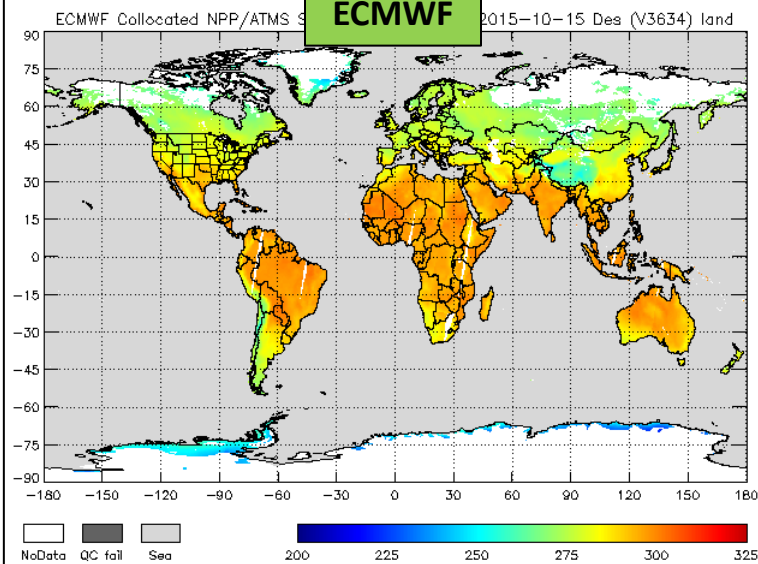 ECMWF
ECMWF Collocated NPP/ATMS 2015-10-15 Des (V3634) land
90
75
60
45
30
15
0
-15
-30
-45
-60
-75
-90
-180 -150 -120 -90 -60 -30 0 30 60 90 120 150 180
NoData QC fail Sea
200 225 250 275 300 325